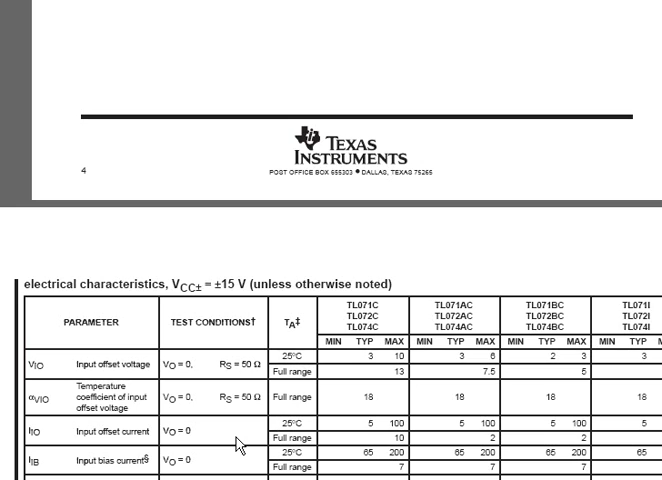 TEXAS
INSTRUMENTS
4
POST OFFICE BOX 655303 • DALLAS, TEXAS 75265
electrical characteristics, VCC± = ±15 V (unless otherwise noted)
PARAMETER TEST CONDITIONS† TA‡ TL071C TL072C TL074C TL071AC TL072AC TL074AC TL071BC TL072BC TL074BC TL071I TL072I TL074I
MIN TYP MAX MIN TYP MAX MIN TYP MAX MIN TYP
VIO Input offset voltage VO = 0, RS = 50 Ω 25°C 3 10 3 6 2 3 3
Full range 13 7.5 5
αVIO Temperature coefficient of input offset voltage VO = 0, RS = 50 Ω Full range 18 18 18 18
IIO Input offset current VO = 0 25°C 5 100 5 100 5 100 5
Full range 10 2 2
IIB Input bias current§ VO = 0 25°C 65 200 65 200 65 200 65
Full range 7 7 7